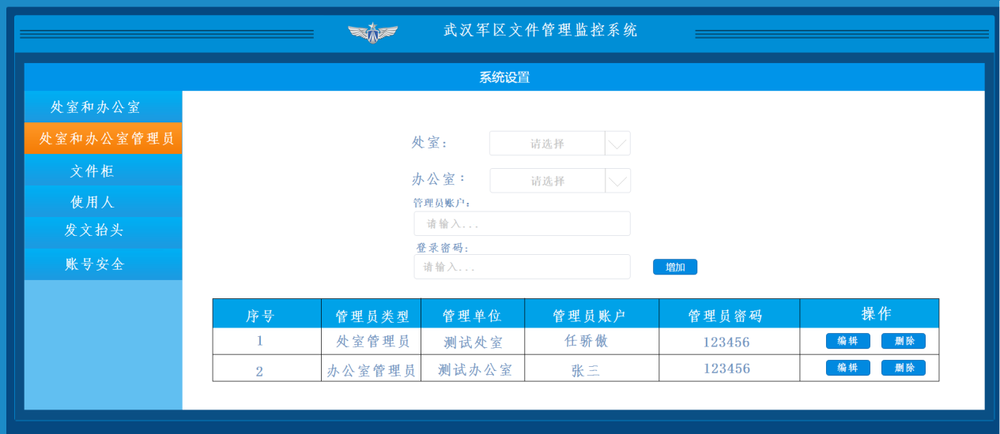 武汉军区文件管理监控系统
系统设置
处室和办公室
处室和办公室管理员
文件柜
使用人
发文抬头
账号安全
处室： 请选择
办公室： 请选择
管理员账户：
请输入...
登录密码:
请输入...
增加
序号 管理员类型 管理单位 管理员账户 管理员密码 操作
1 处室管理员 测试处室 任骄傲 123456 编辑 删除
2 办公室管理员 测试办公室 张三 123456 编辑 删除